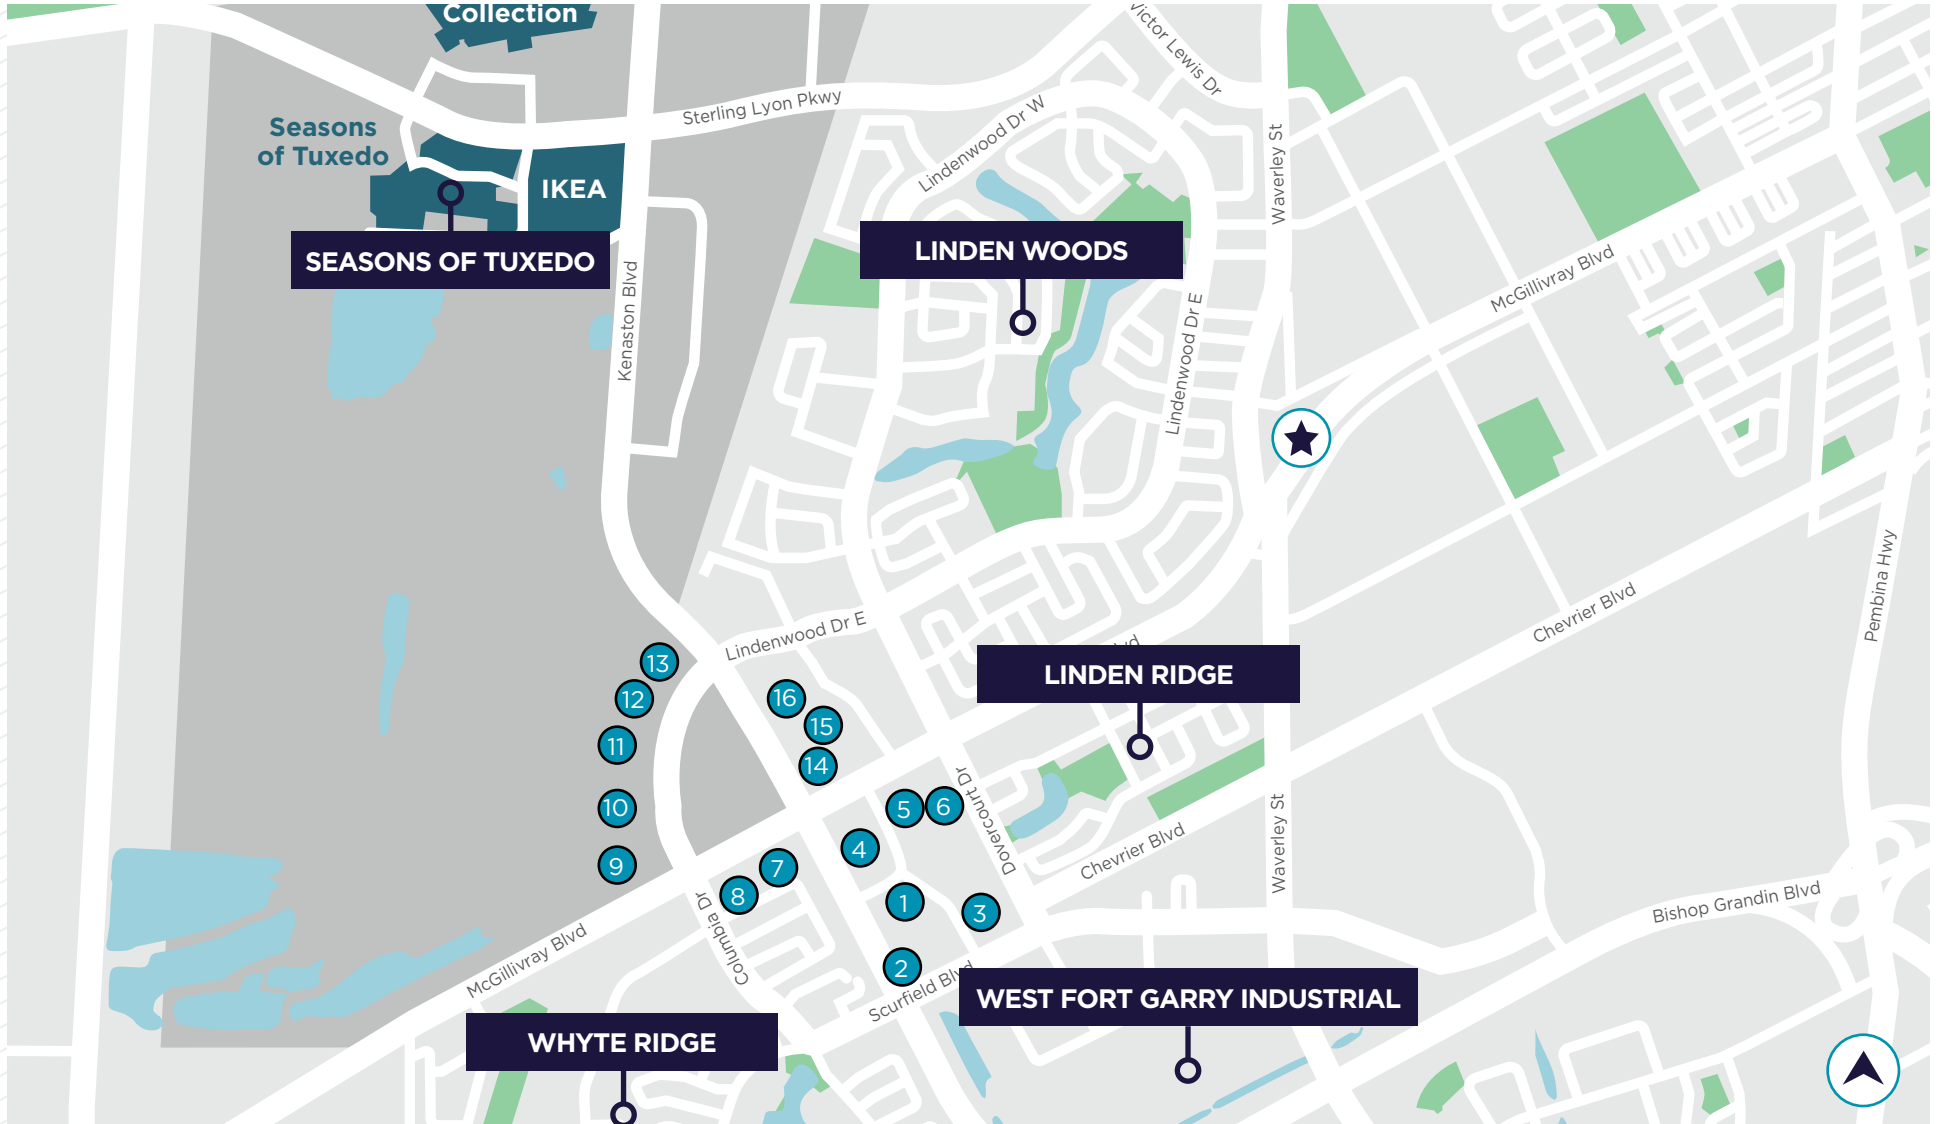 Collection
Victor Lewis Dr
Sterling Lyon Pkwy
Lindenwood Dr W
Seasons
of Tuxedo
IKEA
Waverley St
SEASONS OF TUXEDO
LINDEN WOODS
McGillivray Blvd
Kenaston Blvd
Lindenwood Dr E
Pembina Hwy
Chevrier Blvd
Lindenwood Dr E
lvd
13
LINDEN RIDGE
12
16
15
11
14
10
5
6
Dovercourt Dr
4
Chevrier Blvd
Waverley St
9
7
8
1
3
Bishop Grandin Blvd
Columbia Dr
McGillivray Blvd
2
Scurfield Blvd
WEST FORT GARRY INDUSTRIAL
WHYTE RIDGE